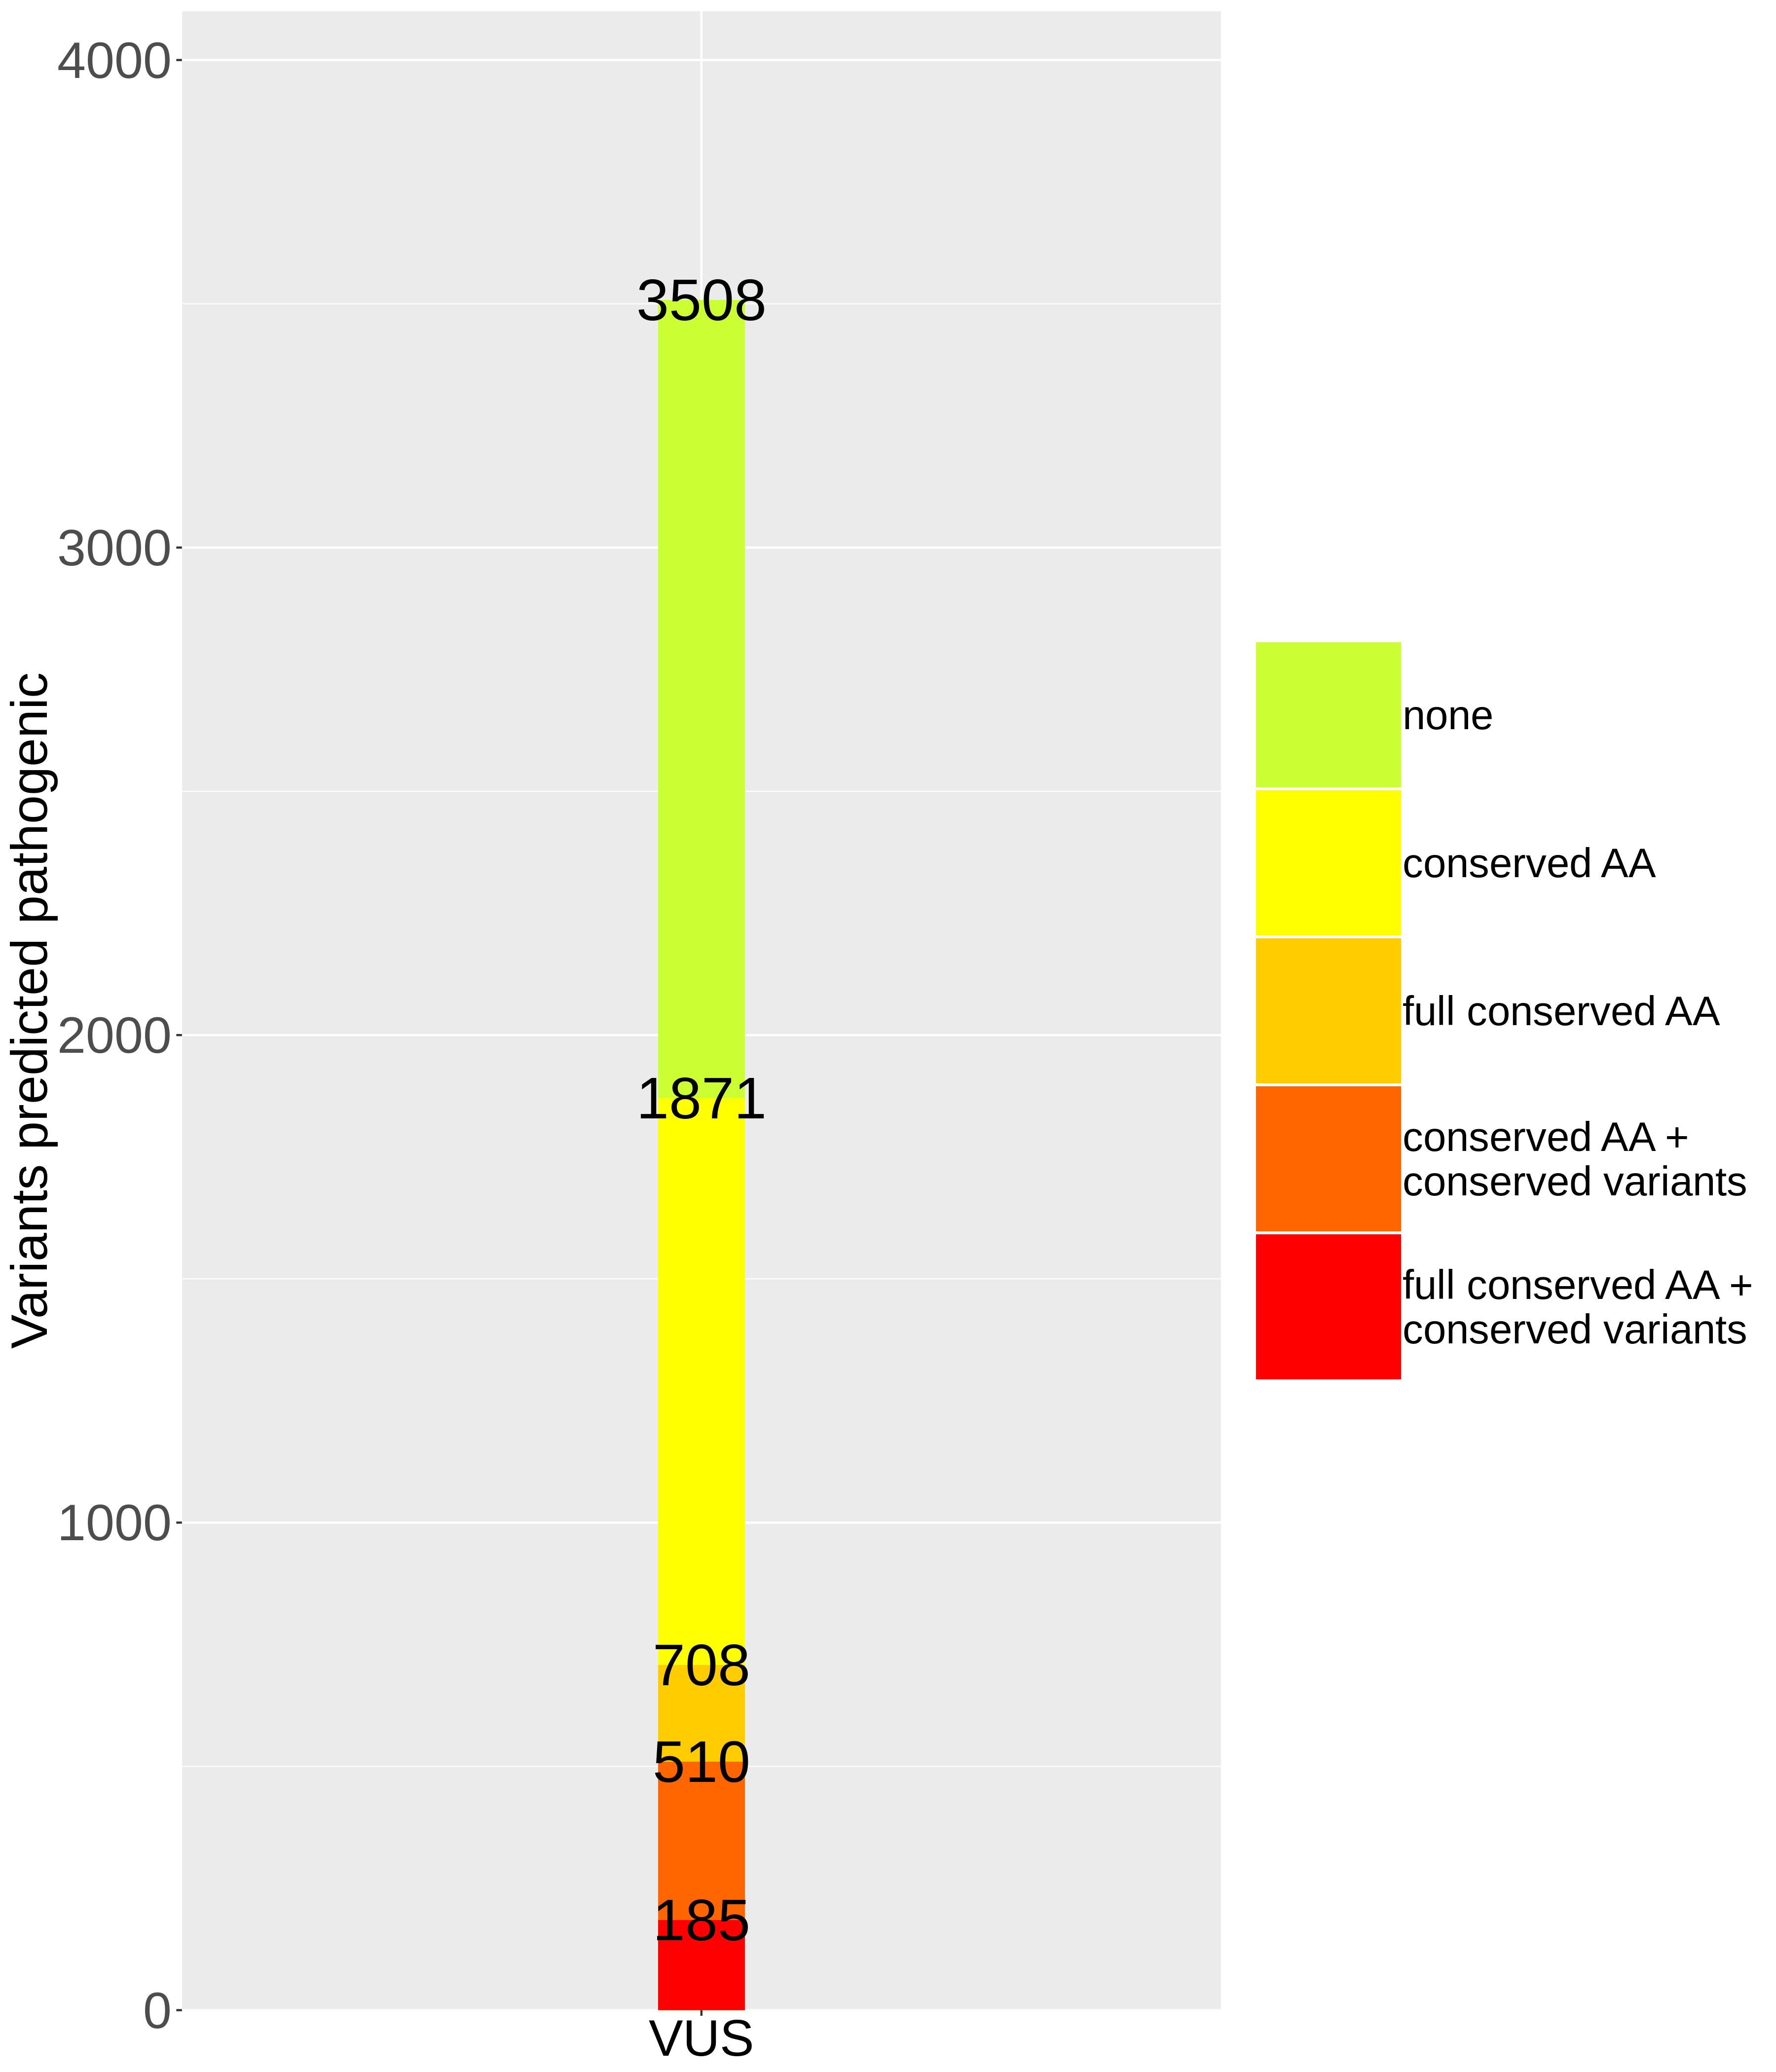 Variants predicted pathogenic
4000
3000
2000
1000
0
3508
1871
708
510
185
VUS
none
conserved AA
full conserved AA
conserved AA +
conserved variants
full conserved AA +
conserved variants